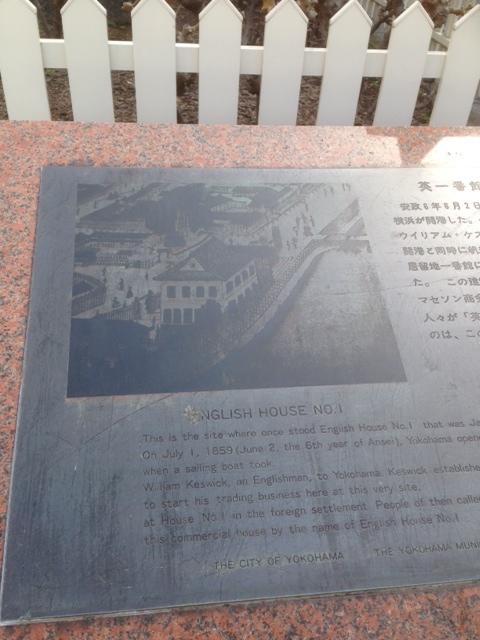 英一番館
安政6年6月2日
横浜が開港した。
ウイリアム・ケス
開港と同時に帆
居留地一番館に
た。 この建
マセソン商会
人々が「英
のは、この
ENGLISH HOUSE NO.1
This is the site where once stood English House No.1 that was Ja
On July 1, 1859 (June 2, the 6th year of Ansei), Yokohama opene
when a sailing boat took
William Keswick, an Englishman, to Yokohama. Keswick establishe
to start his trading business here at this very site.
at House No.1 in the foreign settlement. People of then calle
this commercial house by the name of English House No.1
THE CITY OF YOKOHAMA THE YOKOHAMA MUNI